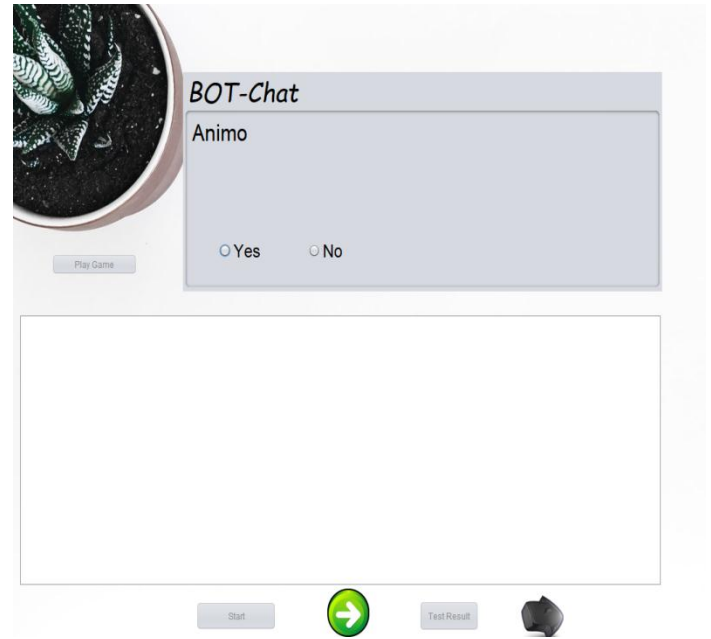 BOT-Chat
Animo
Yes No
Play Game
Start Test Result